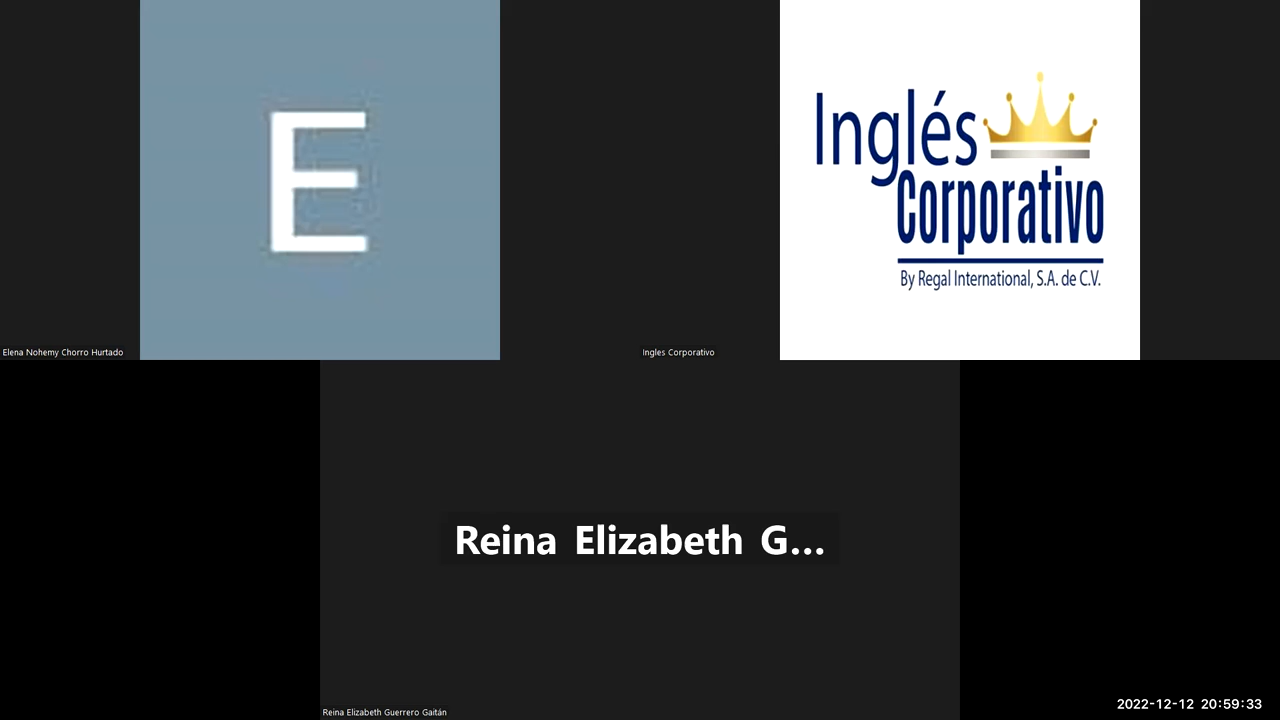 E
Inglés
Corporativo
By Regal International, S.A. de C.V.
Elena Nohemy Chorro Hurtado
Ingles Corporativo
Reina Elizabeth G...
Reina Elizabeth Guerrero Gaitán
2022-12-12 20:59:33